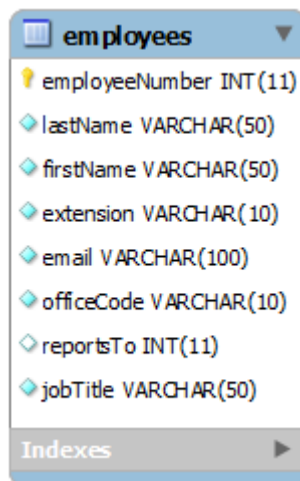 employees
employeeNumber INT(11)
lastName VARCHAR(50)
firstName VARCHAR(50)
extension VARCHAR(10)
email VARCHAR(100)
officeCode VARCHAR(10)
reportsTo INT(11)
jobTitle VARCHAR(50)
Indexes